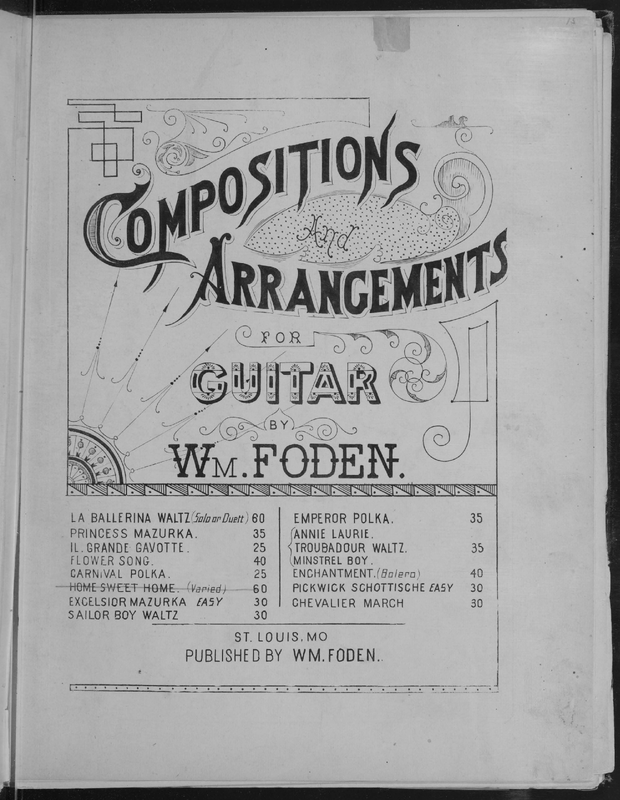 COMPOSITIONS
And
ARRANGEMENTS
FOR
GUITAR
BY
WM. FODEN.
LA BALLERINA WALTZ (Solo or Duett) 60
PRINCESS MAZURKA. 35
IL. GRANDE GAVOTTE. 25
FLOWER SONG. 40
CARNIVAL POLKA. 25
HOME SWEET HOME. (Varied) 60
EXCELSIOR MAZURKA EASY 30
SAILOR BOY WALTZ 30
EMPEROR POLKA. 35
ANNIE LAURIE.
TROUBADOUR WALTZ. 35
MINSTREL BOY.
ENCHANTMENT. (Bolero) 40
PICKWICK SCHOTTISCHE EASY 30
CHEVALIER MARCH 30
ST. LOUIS, MO
PUBLISHED BY WM. FODEN.